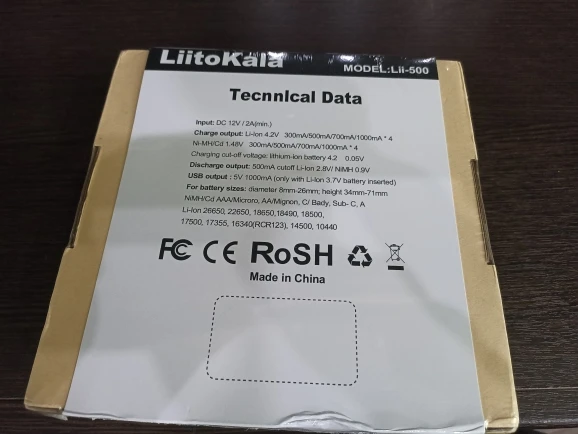 LiitoKala
MODEL:Lii-500
Tecnnlcal Data
Input: DC 12V / 2A(min.)
Charge output: Li-Ion 4.2V 300mA/500mA/700mA/1000mA * 4
Ni-MH/Cd 1.48V 300mA/500mA/700mA/1000mA * 4
Charging cut-off voltage: lithium-ion battery 4.2 0.05V
Discharge output: 500mA cutoff Li-Ion 2.8V/ NiMH 0.9V
USB output : 5V 1000mA (only with Li-Ion 3.7V battery inserted)
For battery sizes: diameter 8mm-26mm; height 34mm-71mm
NiMH/Cd AAA/Microro, AA/Mignon, C/ Bady, Sub- C, A
Li-Ion 26650, 22650, 18650,18490, 18500,
17500, 17355, 16340(RCR123), 14500, 10440
FC CE RoSH
Made in China